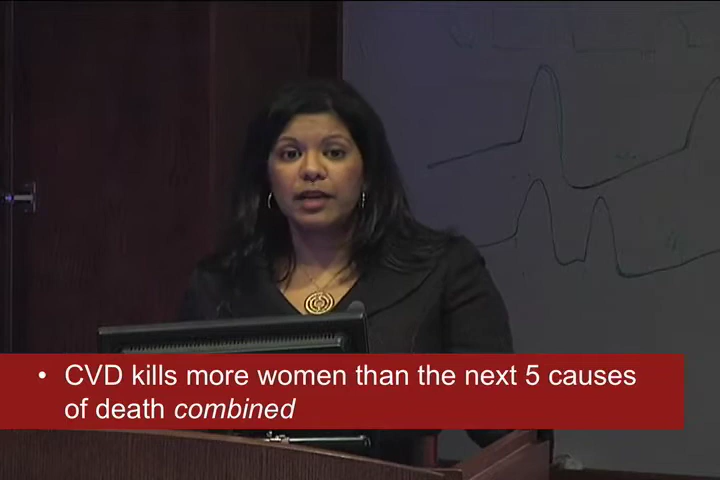 • CVD kills more women than the next 5 causes
of death combined